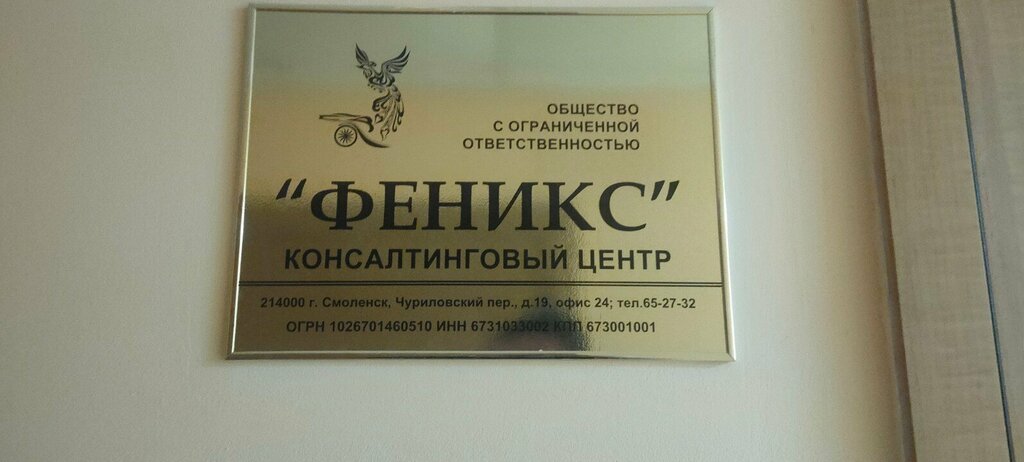 ОБЩЕСТВО
С ОГРАНИЧЕННОЙ
ОТВЕТСТВЕННОСТЬЮ
"ФЕНИКС"
КОНСАЛТИНГОВЫЙ ЦЕНТР
214000 г. Смоленск, Чуриловский пер., д.19, офис 24; тел.65-27-32
ОГРН 1026701460510 ИНН 6731033002 КПП 673001001